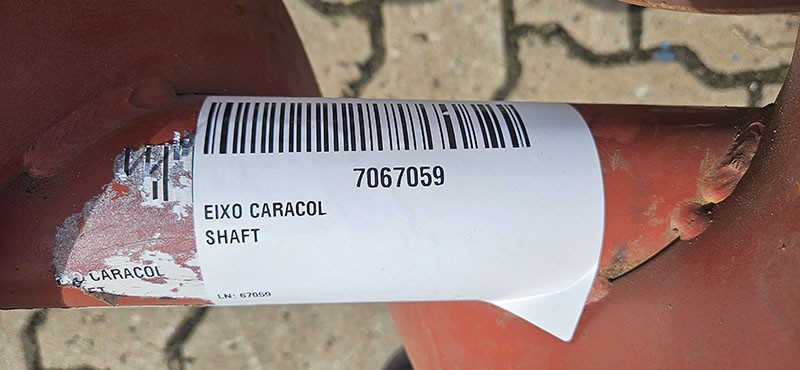 7067059
EIXO CARACOL
SHAFT
LN: 67059
CARACOL